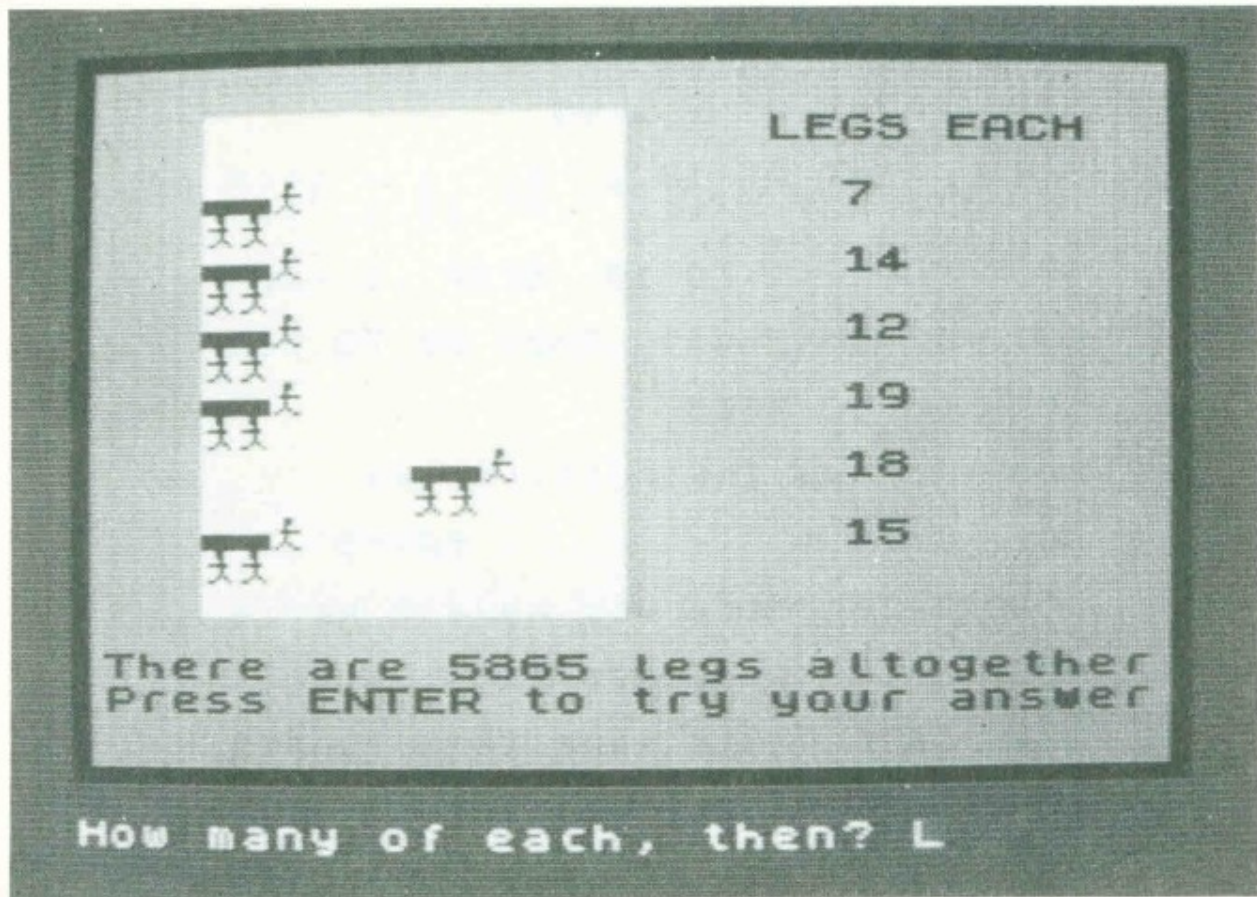 LEGS EACH
7
14
12
19
18
15
There are 5865 legs altogether
Press ENTER to try your answer
How many of each, then? L